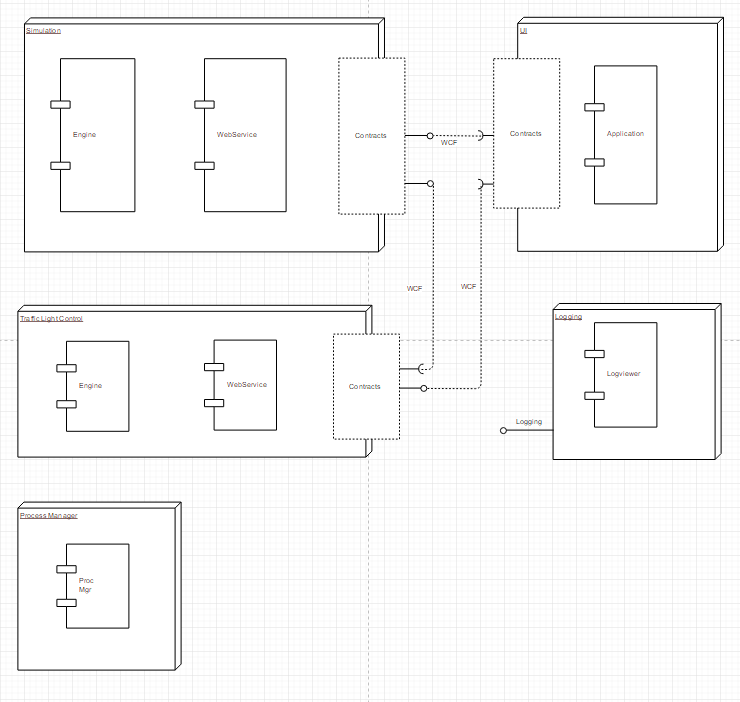 Simulation
UI
Engine
WebService
Contracts
Contracts
Application
WCF
WCF
WCF
Traffic Light Control
Logging
Engine
WebService
Contracts
Logviewer
Logging
Process Manager
Proc
Mgr